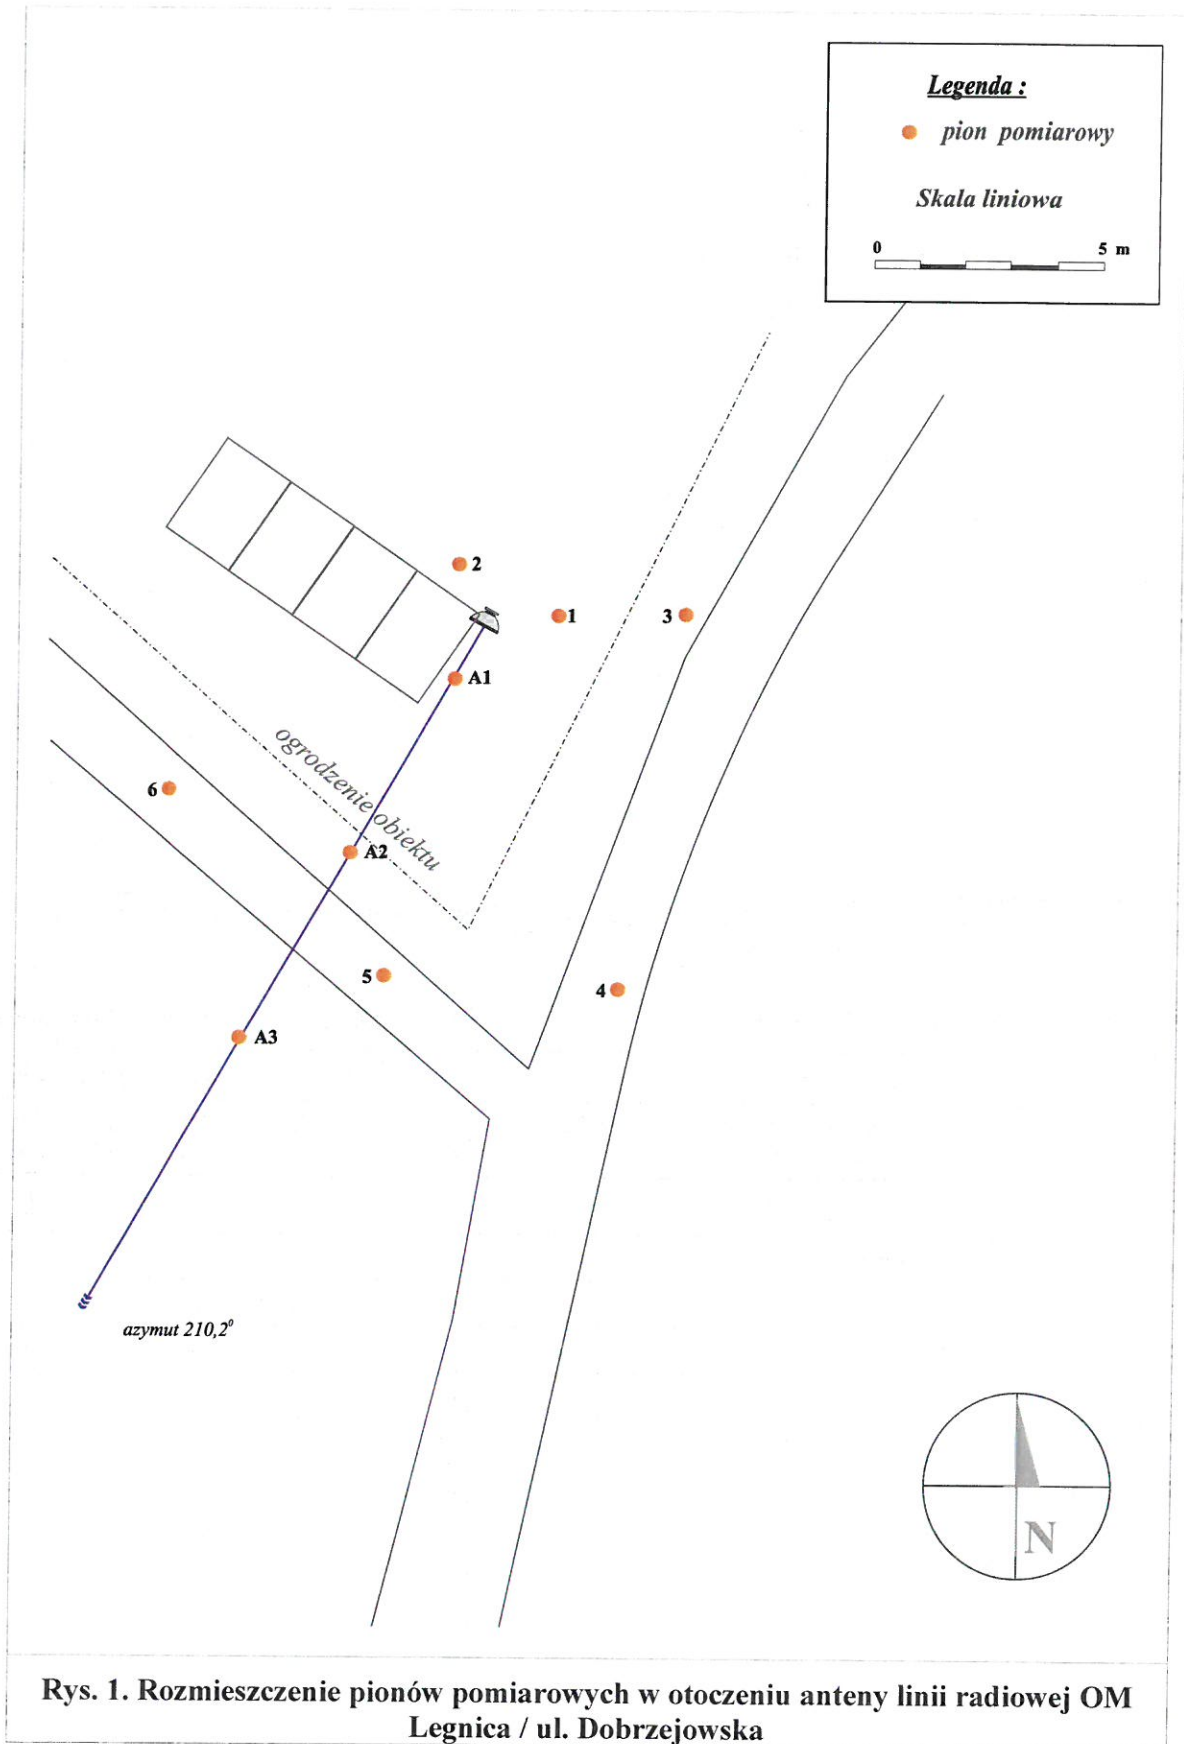 Legenda :
pion pomiarowy
Skala liniowa
0 5 m
2
1
3
A1
ogrodzenie obiektu
6
A2
5
4
A3
azymut 210,2⁰
N
Rys. 1. Rozmieszczenie pionów pomiarowych w otoczeniu anteny linii radiowej OM
Legnica / ul. Dobrzejowska